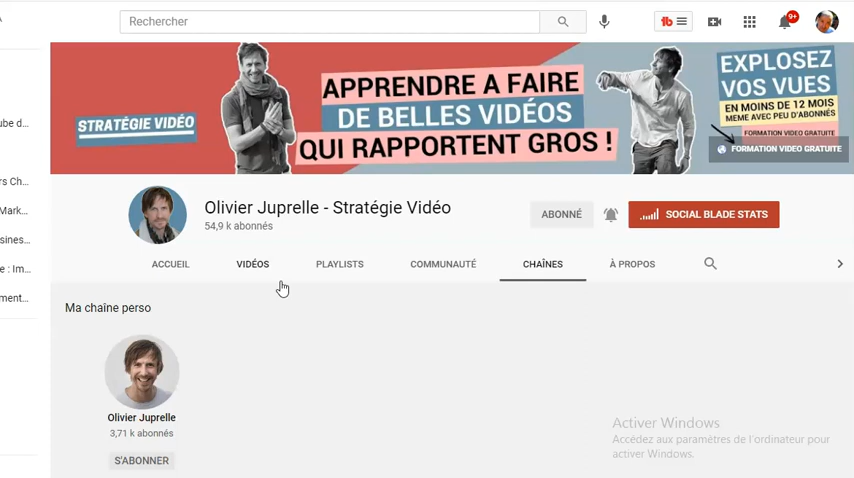 Rechercher
9+
APPRENDRE A FAIRE
DE BELLES VIDÉOS
QUI RAPPORTENT GROS !
STRATÉGIE VIDÉO
EXPLOSEZ
VOS VUES
EN MOINS DE 12 MOIS
MEME AVEC PEU D'ABONNÉS
FORMATION VIDEO GRATUITE
FORMATION VIDEO GRATUITE
Olivier Juprelle - Stratégie Vidéo
54,9 k abonnés
ABONNÉ
SOCIAL BLADE STATS
ACCUEIL VIDÉOS PLAYLISTS COMMUNAUTÉ CHAÎNES À PROPOS
Ma chaîne perso
Olivier Juprelle
3,71 k abonnés
S'ABONNER
Activer Windows
Accédez aux paramètres de l'ordinateur pour
activer Windows.